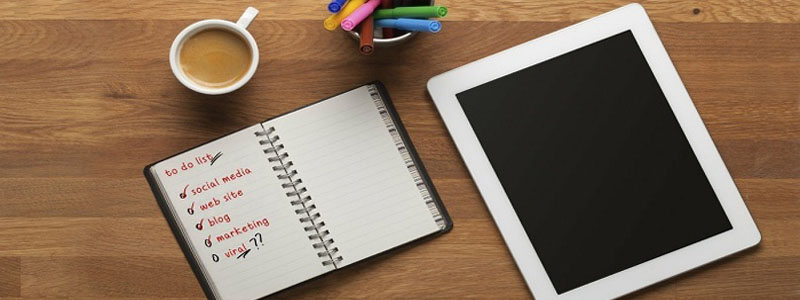 to do list
social media
web site
blog
marketing
viral ??